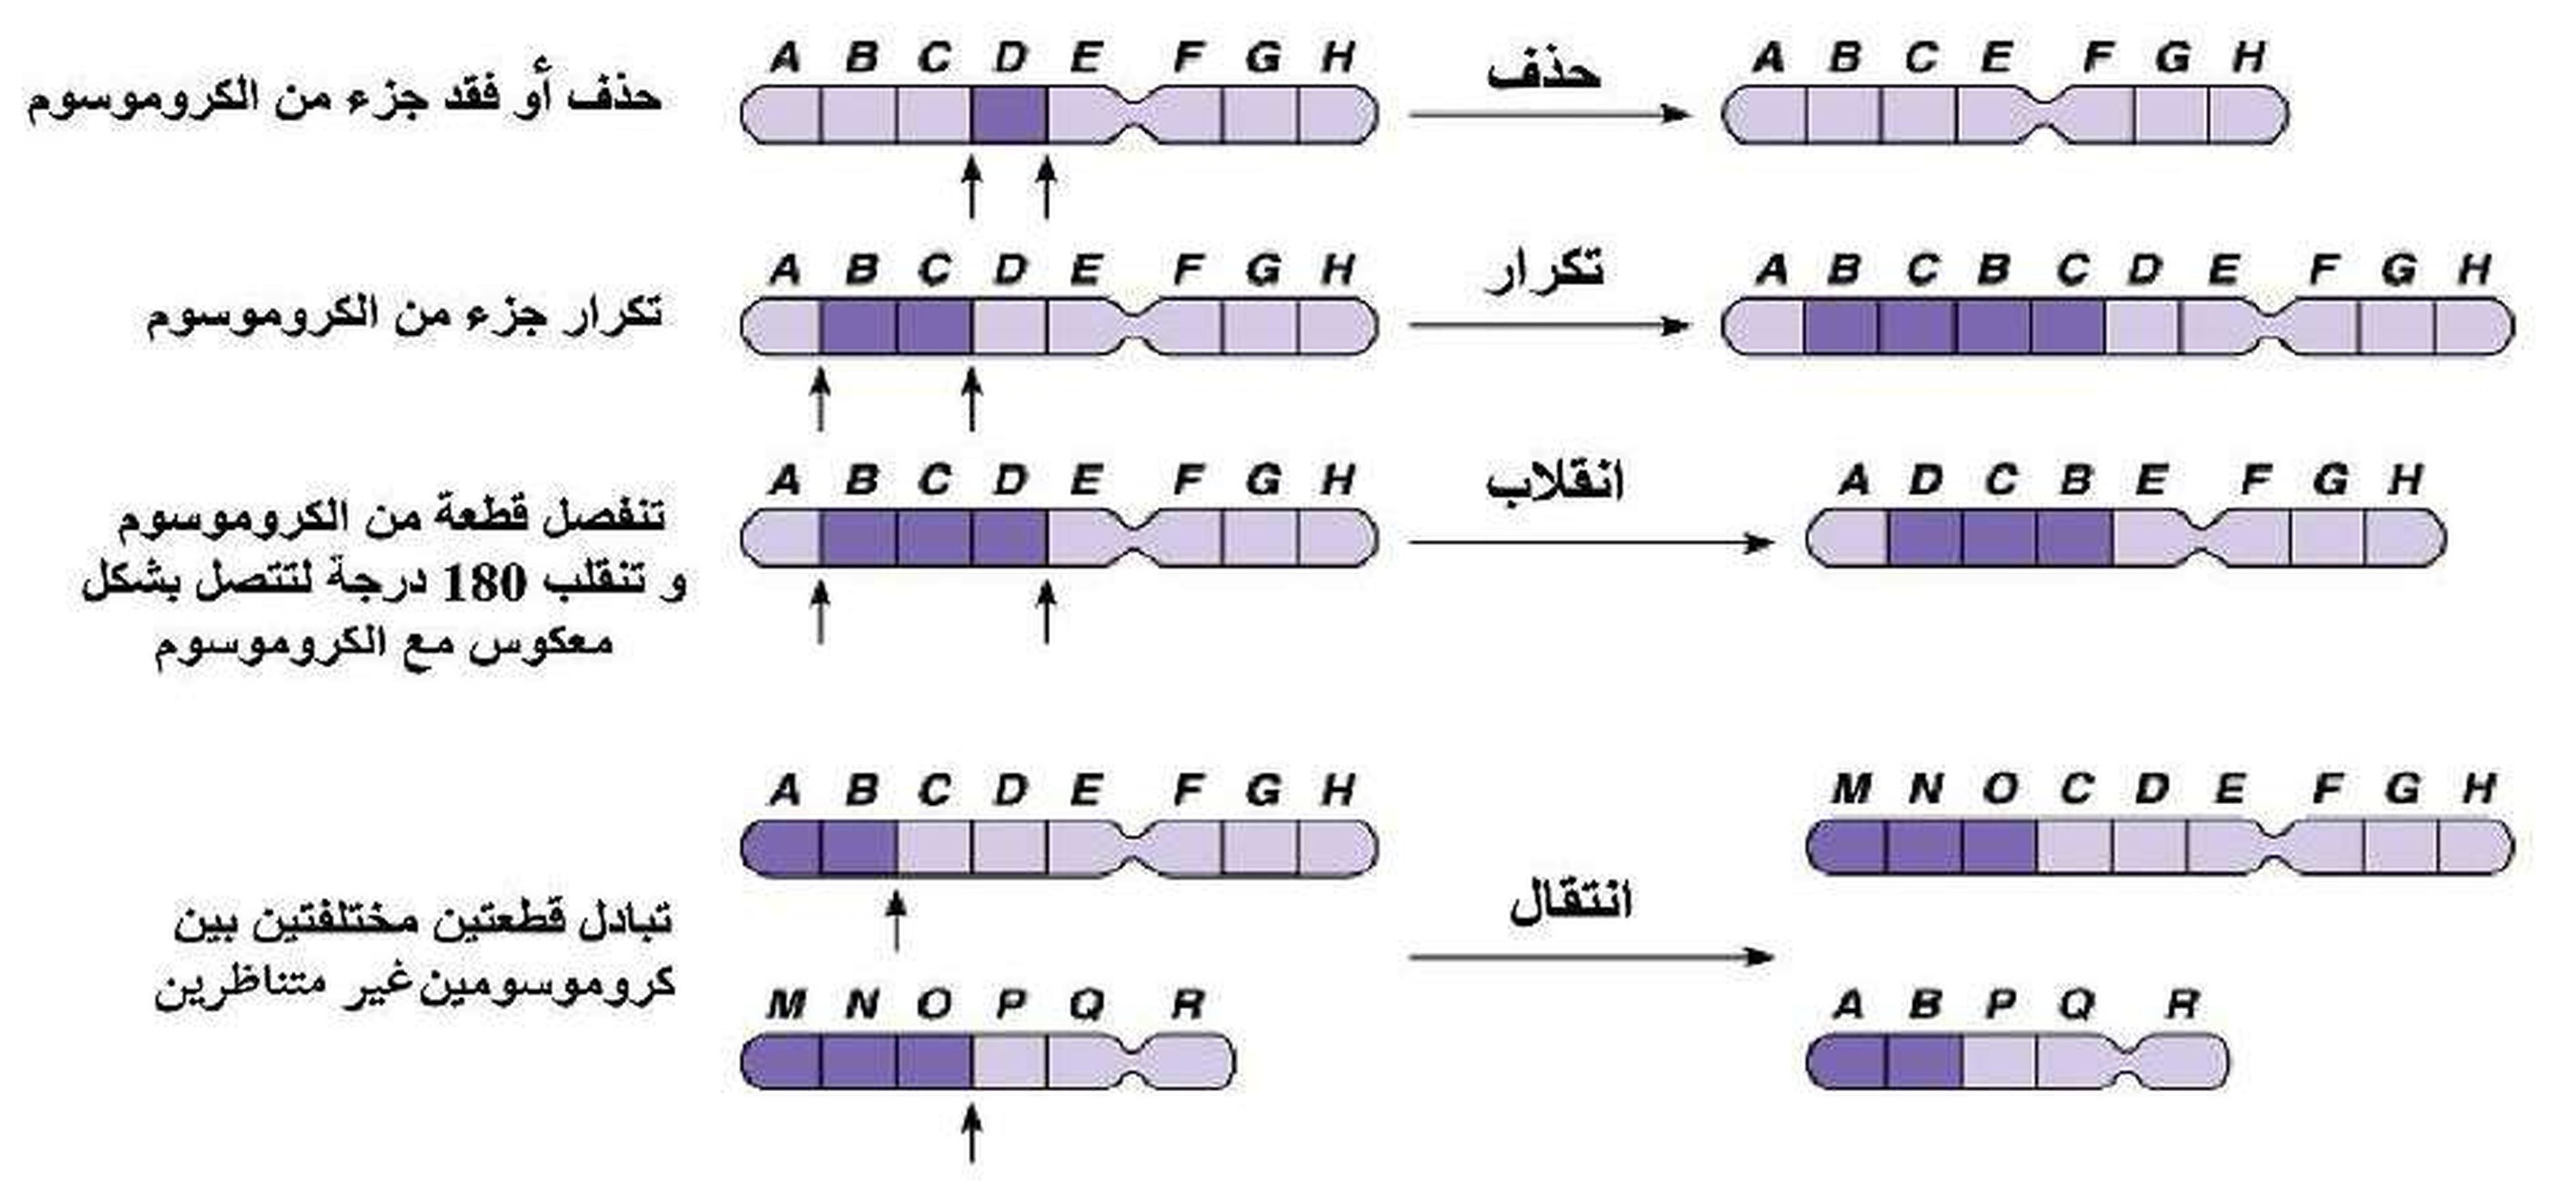 حذف أو فقد جزء من الكروموسوم
A B C D E F G H
حذف
A B C E F G H
تكرار جزء من الكروموسوم
A B C D E F G H
تكرار
A B C B C D E F G H
تنفصل قطعة من الكروموسوم
و تنقلب 180 درجة لتتصل بشكل
معكوس مع الكروموسوم
A B C D E F G H
انقلاب
A D C B E F G H
تبادل قطعتين مختلفتين بين
كروموسومين غير متناظرين
A B C D E F G H
M N O P Q R
انتقال
M N O C D E F G H
A B P Q R